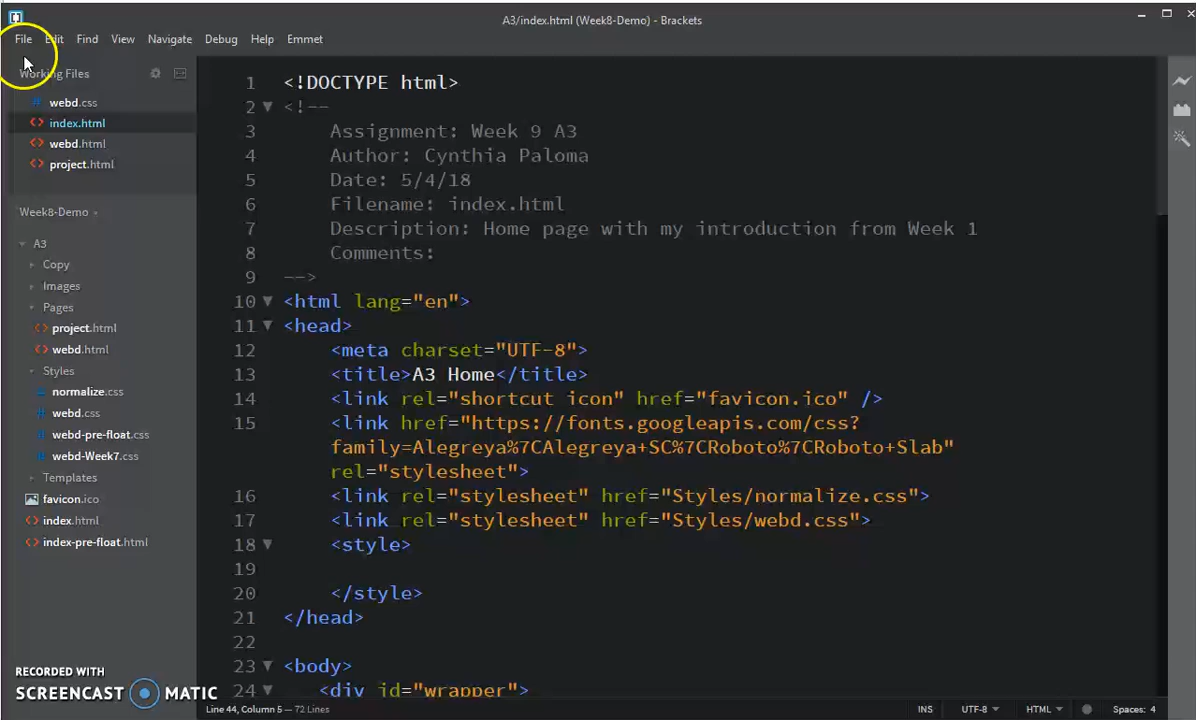 A3/index.html (Week8-Demo) - Brackets
File Edit Find View Navigate Debug Help Emmet
Working Files
webd.css
index.html
webd.html
project.html
Week8-Demo
A3
Copy
Images
Pages
project.html
webd.html
Styles
normalize.css
webd.css
webd-pre-float.css
webd-Week7.css
Templates
favicon.ico
index.html
index-pre-float.html
1 <!DOCTYPE html>
2 <!--
3 Assignment: Week 9 A3
4 Author: Cynthia Paloma
5 Date: 5/4/18
6 Filename: index.html
7 Description: Home page with my introduction from Week 1
8 Comments:
9 -->
10 <html lang="en">
11 <head>
12 <meta charset="UTF-8">
13 <title>A3 Home</title>
14 <link rel="shortcut icon" href="favicon.ico" />
15 <link href="https://fonts.googleapis.com/css?
family=Alegreya%7CAlegreya+SC%7CRoboto%7CRoboto+Slab"
rel="stylesheet">
16 <link rel="stylesheet" href="Styles/normalize.css">
17 <link rel="stylesheet" href="Styles/webd.css">
18 <style>
19
20 </style>
21 </head>
22
23 <body>
24 <div id="wrapper">
RECORDED WITH
SCREENCAST MATIC
Line 44, Column 5 — 72 Lines
INS UTF-8 HTML Spaces: 4